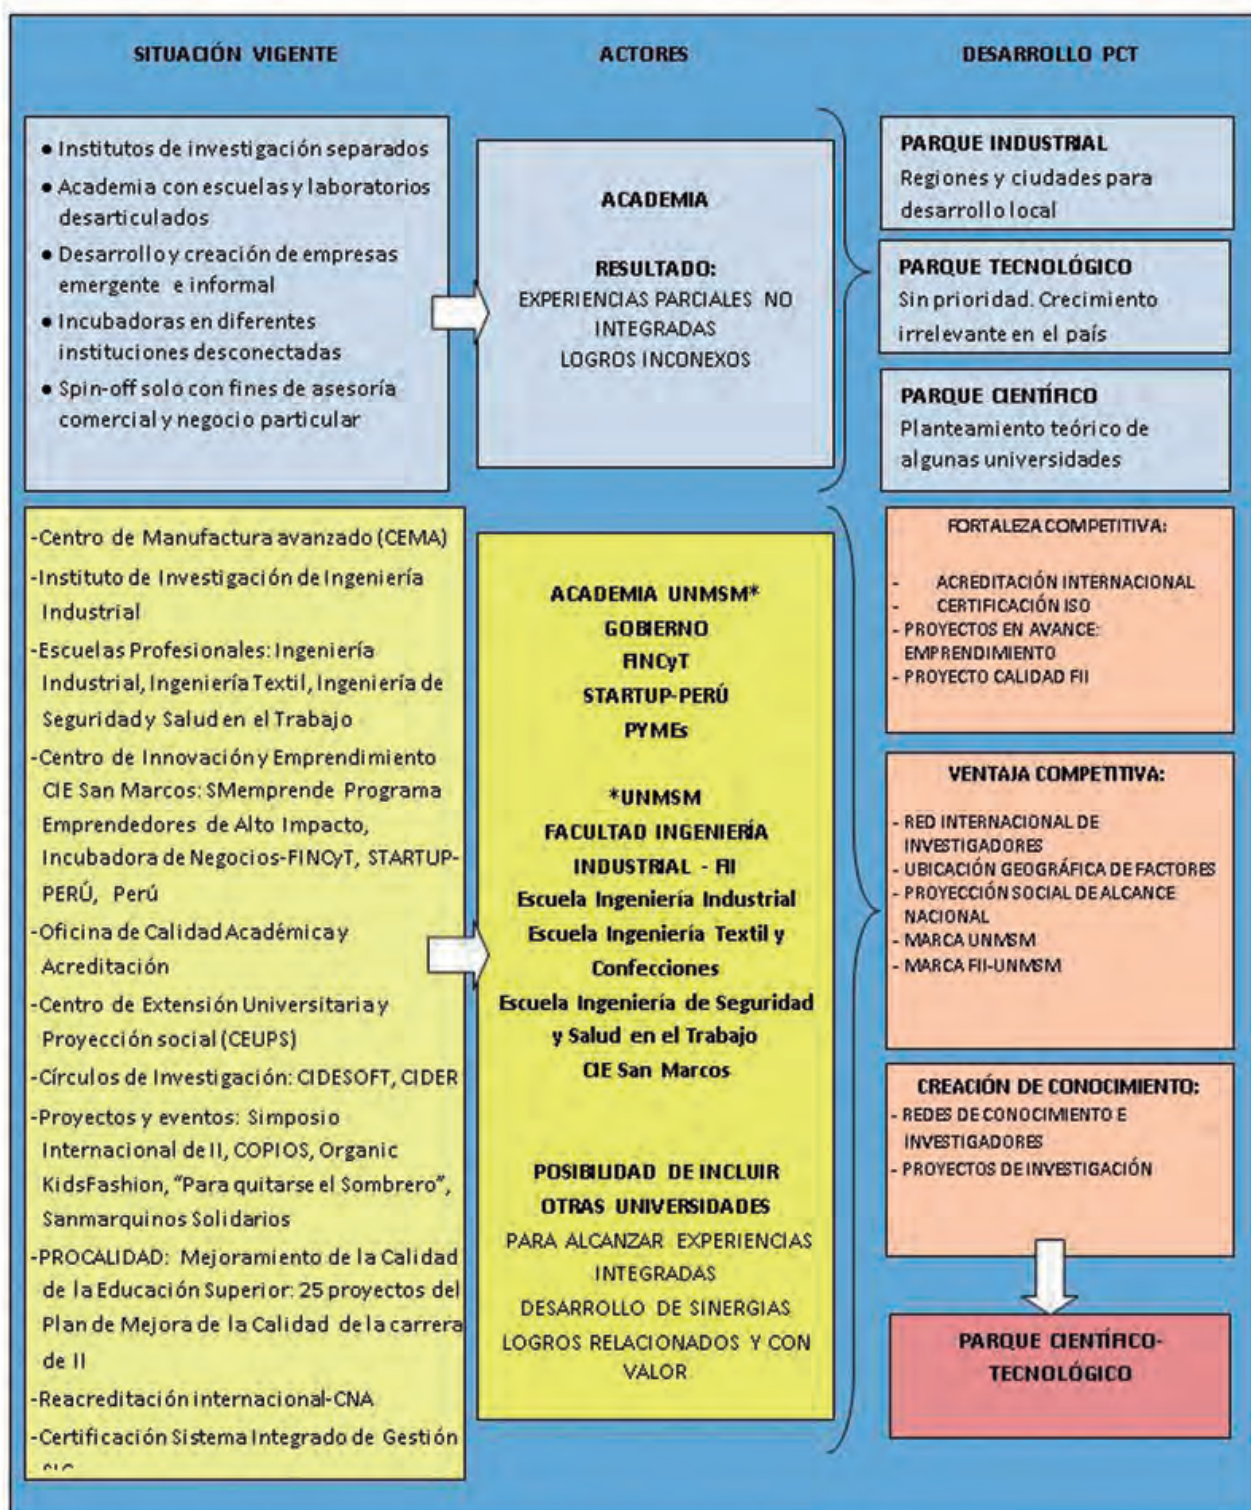 SITUACIÓN VIGENTE
ACTORES
DESARROLLO PCT
● Institutos de investigación separados
● Academia con escuelas y laboratorios
desarticulados
● Desarrollo y creación de empresas
emergente e informal
● Incubadoras en diferentes
instituciones desconectadas
● Spin-off solo con fines de asesoría
comercial y negocio particular
ACADEMIA
RESULTADO:
EXPERIENCIAS PARCIALES NO
INTEGRADAS
LOGROS INCONEXOS
PARQUE INDUSTRIAL
Regiones y ciudades para
desarrollo local
PARQUE TECNOLÓGICO
Sin prioridad. Crecimiento
irrelevante en el país
PARQUE CIENTÍFICO
Planteamiento teórico de
algunas universidades
-Centro de Manufactura avanzado (CEMA)
-Instituto de Investigación de Ingeniería
Industrial
-Escuelas Profesionales: Ingeniería
Industrial, Ingeniería Textil, Ingeniería de
Seguridad y Salud en el Trabajo
-Centro de Innovación y Emprendimiento
CIE San Marcos: SMemprende Programa
Emprendedores de Alto Impacto,
Incubadora de Negocios-FINCyT, STARTUP-
PERÚ, Perú
-Oficina de Calidad Académica y
Acreditación
-Centro de Extensión Universitaria y
Proyección social (CEUPS)
-Círculos de Investigación: CIDESOFT, CIDER
-Proyectos y eventos: Simposio
Internacional de II, COPIOS, Organic
KidsFashion, "Para quitarse el Sombrero",
Sanmarquinos Solidarios
-PROCALIDAD: Mejoramiento de la Calidad
de la Educación Superior: 25 proyectos del
Plan de Mejora de la Calidad de la carrera
de II
-Reacreditación internacional-CNA
-Certificación Sistema Integrado de Gestión
ACADEMIA UNMSM*
GOBIERNO
FINCyT
STARTUP-PERÚ
PYMEs
*UNMSM
FACULTAD INGENIERÍA
INDUSTRIAL - FII
Escuela Ingeniería Industrial
Escuela Ingeniería Textil y
Confecciones
Escuela Ingeniería de Seguridad
y Salud en el Trabajo
CIE San Marcos
POSIBILIDAD DE INCLUIR
OTRAS UNIVERSIDADES
PARA ALCANZAR EXPERIENCIAS
INTEGRADAS
DESARROLLO DE SINERGIAS
LOGROS RELACIONADOS Y CON
VALOR
FORTALEZA COMPETITIVA:
- ACREDITACIÓN INTERNACIONAL
- CERTIFICACIÓN ISO
- PROYECTOS EN AVANCE:
EMPRENDIMIENTO
- PROYECTO CALIDAD FII
VENTAJA COMPETITIVA:
- RED INTERNACIONAL DE
INVESTIGADORES
- UBICACIÓN GEOGRÁFICA DE FACTORES
- PROYECCIÓN SOCIAL DE ALCANCE
NACIONAL
- MARCA UNMSM
- MARCA FII-UNMSM
CREACIÓN DE CONOCIMIENTO:
- REDES DE CONOCIMIENTO E
INVESTIGADORES
- PROYECTOS DE INVESTIGACIÓN
PARQUE CIENTÍFICO-
TECNOLÓGICO